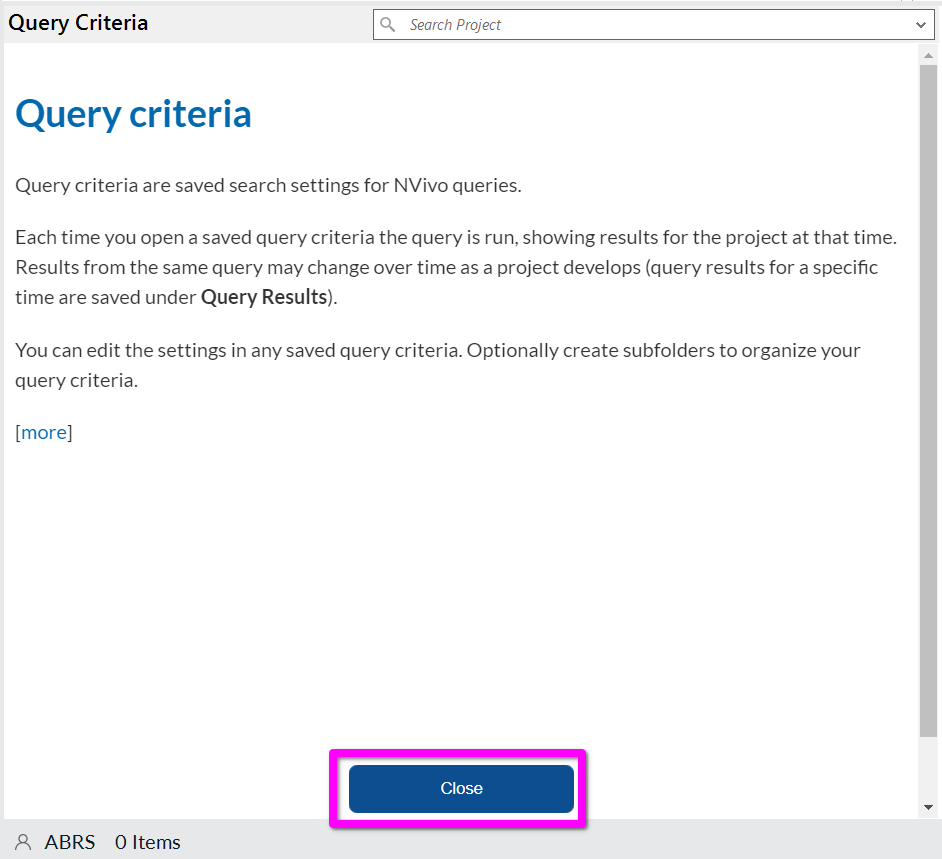 Query Criteria
Search Project
Query criteria
Query criteria are saved search settings for NVivo queries.
Each time you open a saved query criteria the query is run, showing results for the project at that time.
Results from the same query may change over time as a project develops (query results for a specific
time are saved under Query Results).
You can edit the settings in any saved query criteria. Optionally create subfolders to organize your
query criteria.
[more]
Close
ABRS 0 Items